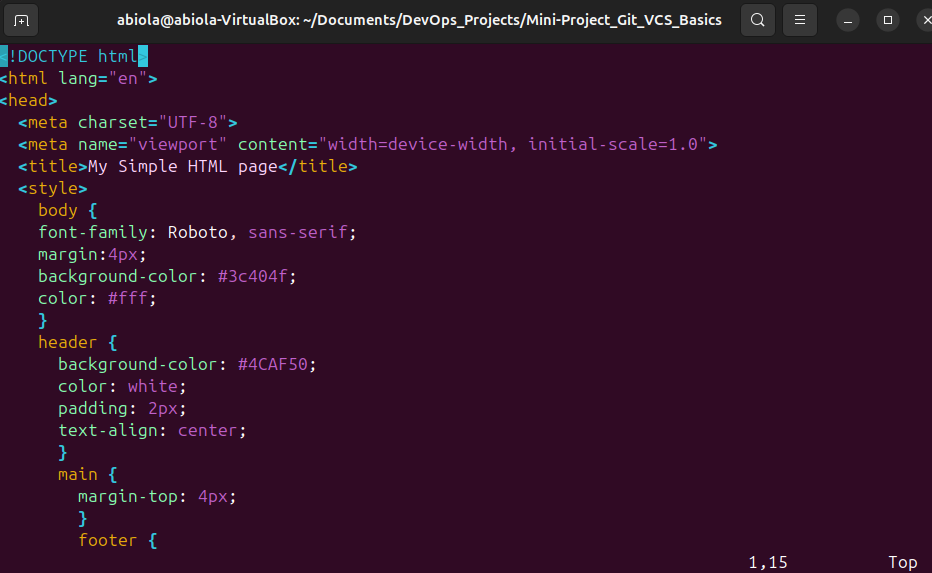 abiola@abiola-VirtualBox: ~/Documents/DevOps_Projects/Mini-Project_Git_VCS_Basics
<!DOCTYPE html>
<html lang="en">
<head>
  <meta charset="UTF-8">
  <meta name="viewport" content="width=device-width, initial-scale=1.0">
  <title>My Simple HTML page</title>
  <style>
    body {
    font-family: Roboto, sans-serif;
    margin:4px;
    background-color: #3c404f;
    color: #fff;
    }
    header {
      background-color: #4CAF50;
      color: white;
      padding: 2px;
      text-align: center;
      }
      main {
        margin-top: 4px;
        }
        footer {
1,15 Top